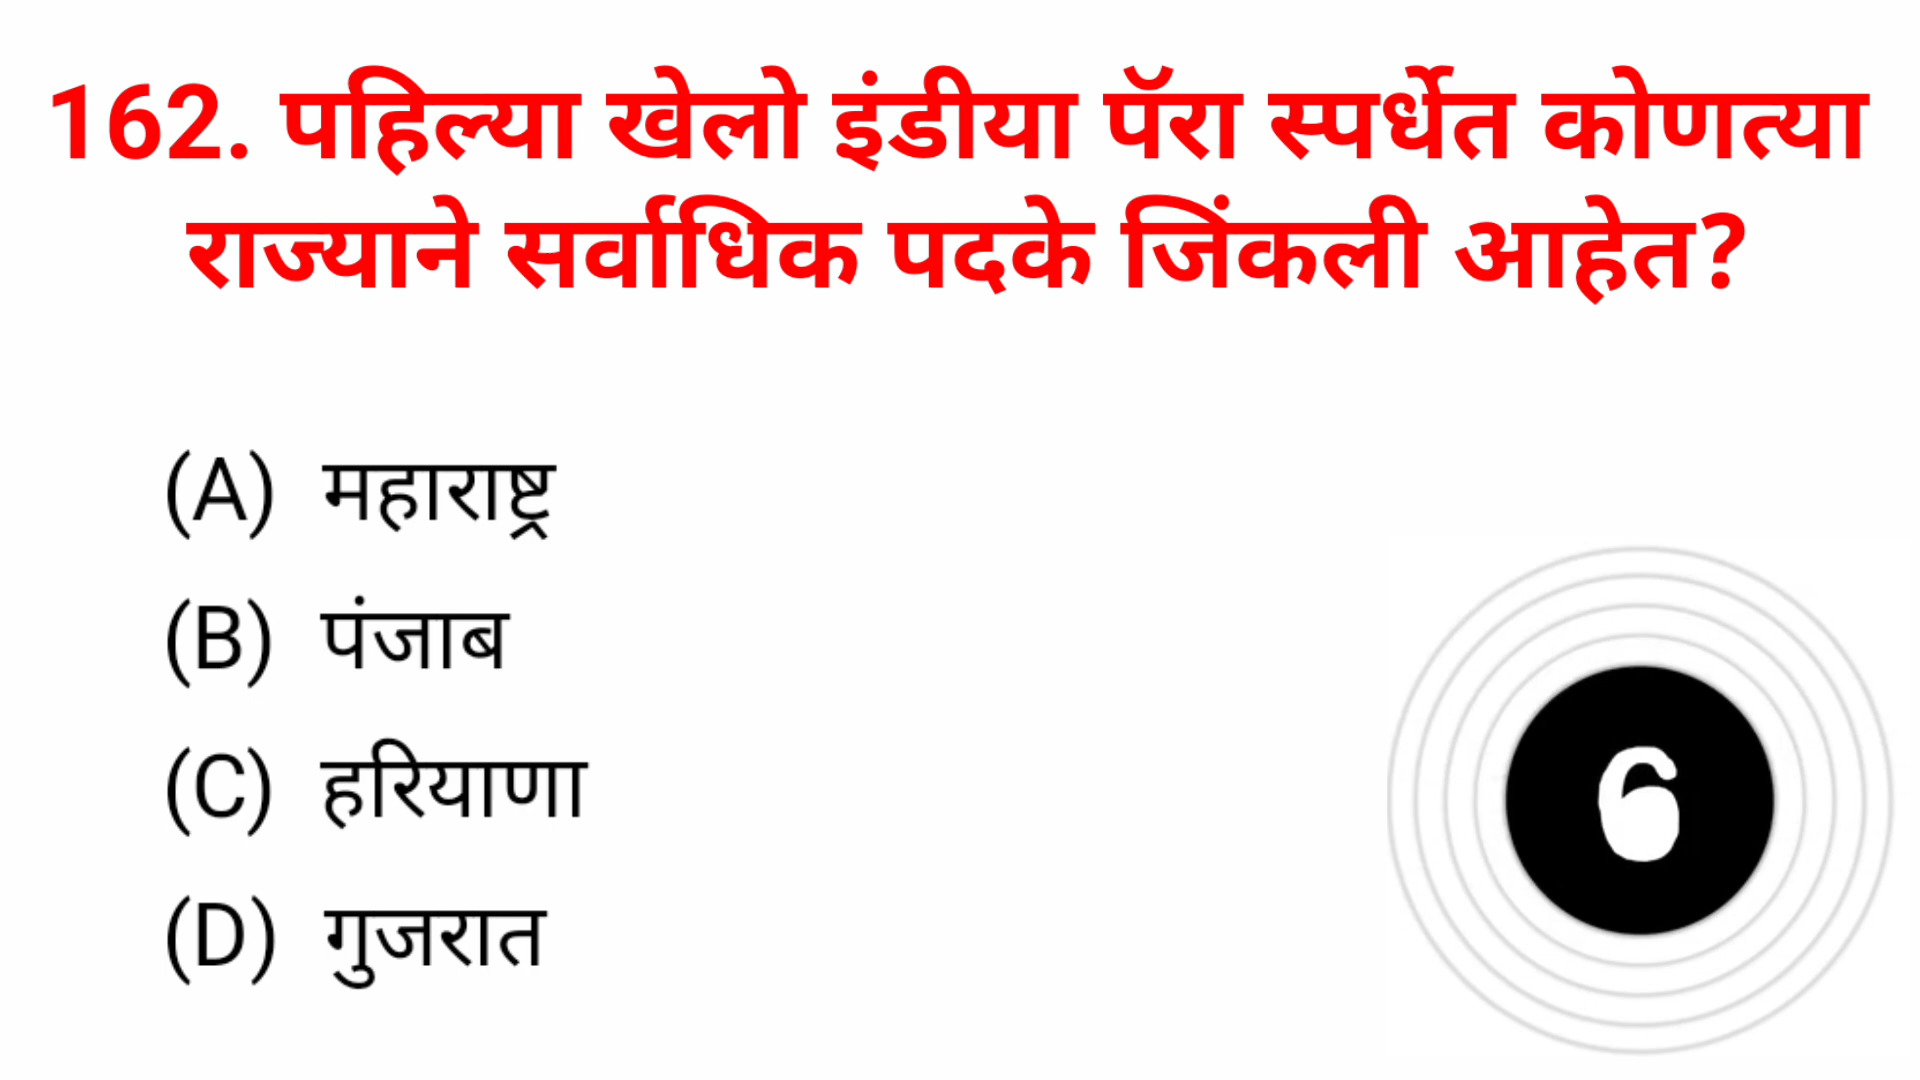 162. पहिल्या खेलो इंडीया पॅरा स्पर्धेत कोणत्या
राज्याने सर्वाधिक पदके जिंकली आहेत?
(A) महाराष्ट्र
(B) पंजाब
(C) हरियाणा
(D) गुजरात
6